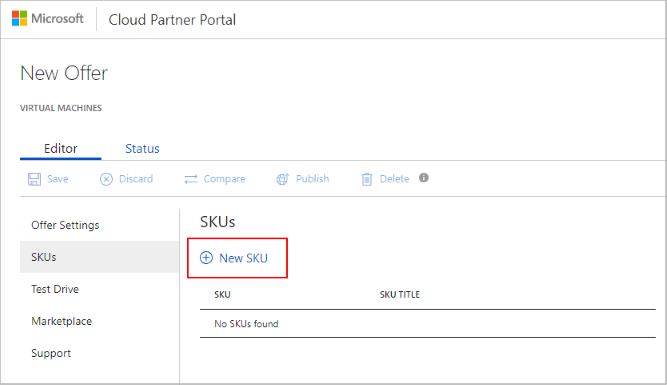 Microsoft Cloud Partner Portal
New Offer
VIRTUAL MACHINES
Editor Status
Save Discard Compare Publish Delete
Offer Settings
SKUs
Test Drive
Marketplace
Support
SKUs
New SKU
SKU SKU TITLE
No SKUs found